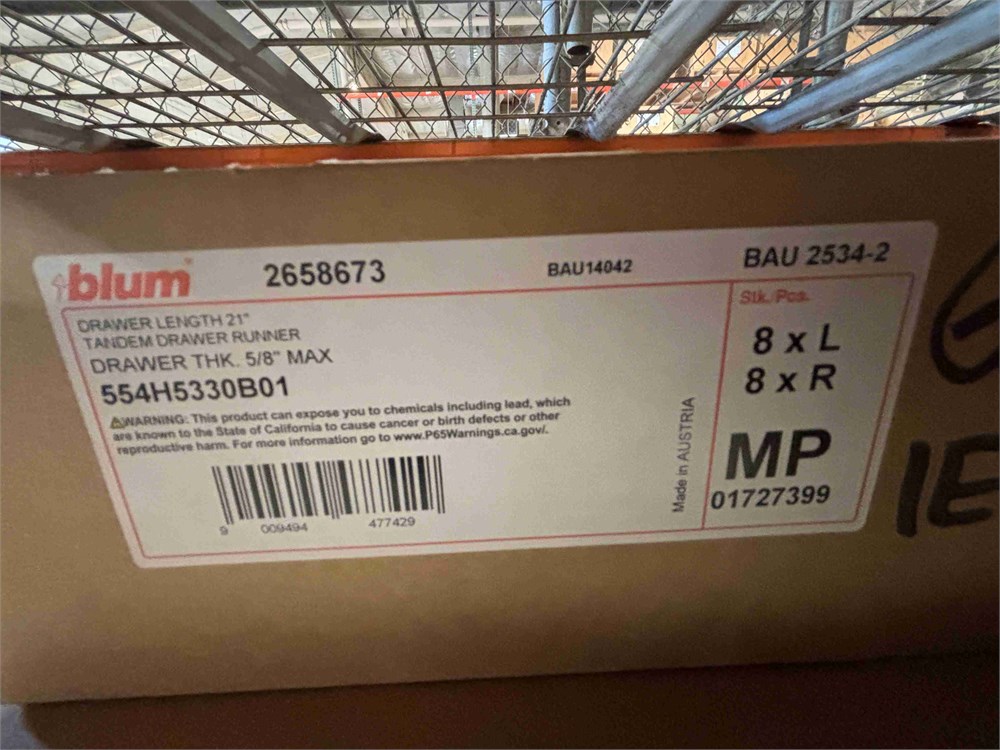 blum 2658673 BAU14042 BAU 2534-2
DRAWER LENGTH 21"
TANDEM DRAWER RUNNER
DRAWER THK. 5/8" MAX
554H5330B01
WARNING: This product can expose you to chemicals including lead, which
are known to the State of California to cause cancer or birth defects or other
reproductive harm. For more information go to www.P65Warnings.ca.gov/.
9 009494 477429
Made in AUSTRIA
Stk./Pcs.
8 x L
8 x R
MP
01727399